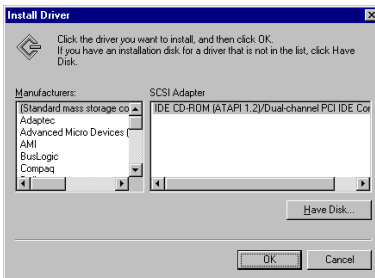 Install Driver
Click the driver you want to install, and then click OK.
If you have an installation disk for a driver that is not in the list, click Have
Disk.
Manufacturers:
SCSI Adapter
(Standard mass storage co
Adaptec
Advanced Micro Devices (
AMI
BusLogic
Compaq
IDE CD-ROM (ATAPI 1.2)/Dual-channel PCI IDE Cor
Have Disk...
OK
Cancel